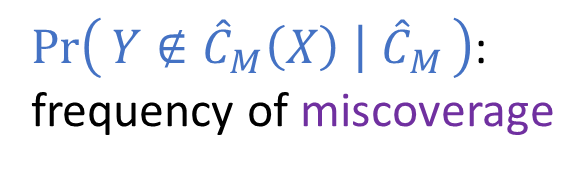 Pr( Y ∉ Ĉ_M(X) | Ĉ_M ):
frequency of miscoverage